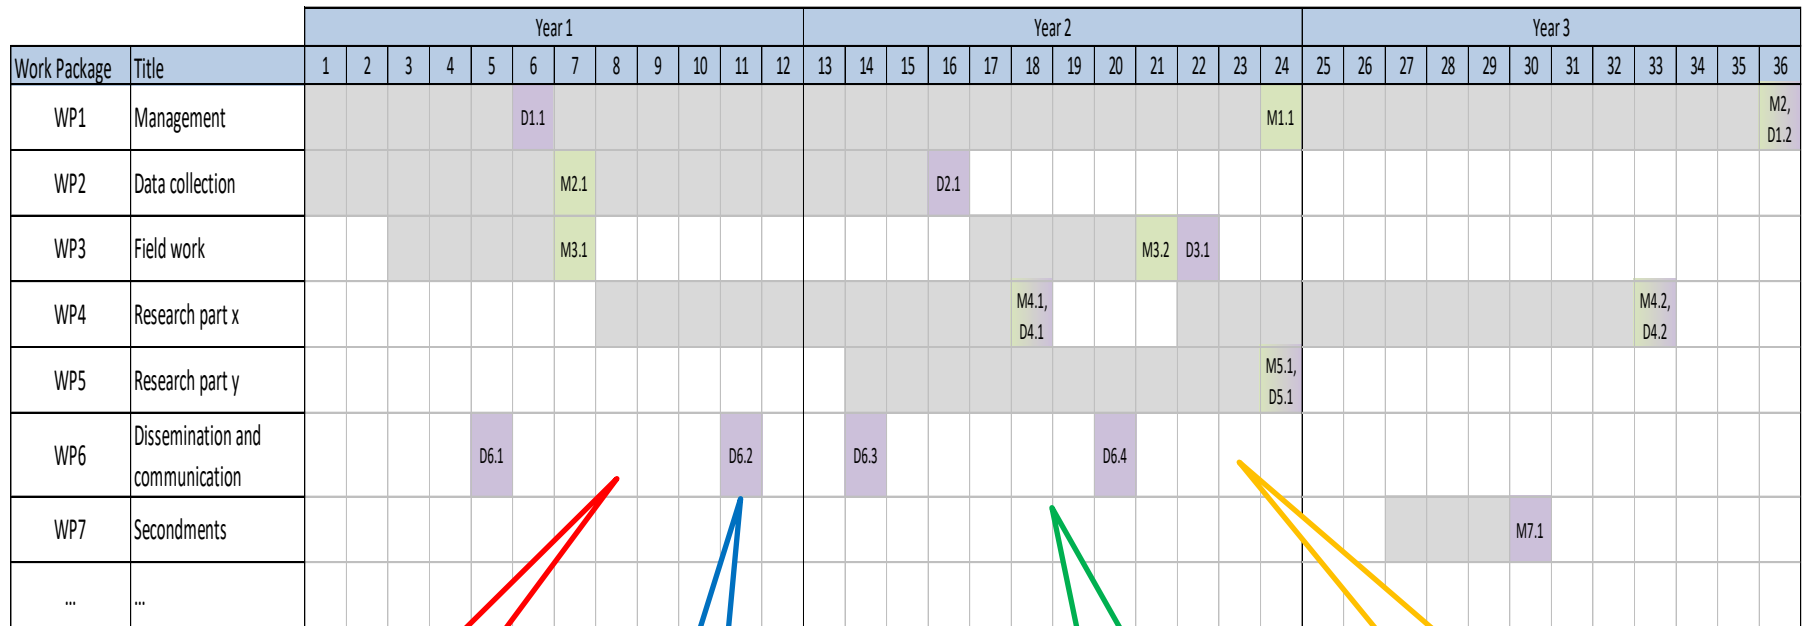 Year 1 Year 2 Year 3
Work Package Title 1 2 3 4 5 6 7 8 9 10 11 12 13 14 15 16 17 18 19 20 21 22 23 24 25 26 27 28 29 30 31 32 33 34 35 36
WP1 Management D1.1 M1.1 M2,
D1.2
WP2 Data collection M2.1 D2.1
WP3 Field work M3.1 M3.2 D3.1
WP4 Research part x M4.1, M4.2,
D4.1 D4.2
WP5 Research part y M5.1,
D5.1
WP6 Dissemination and
communication D6.1 D6.2 D6.3 D6.4
WP7 Secondments M7.1
... ...